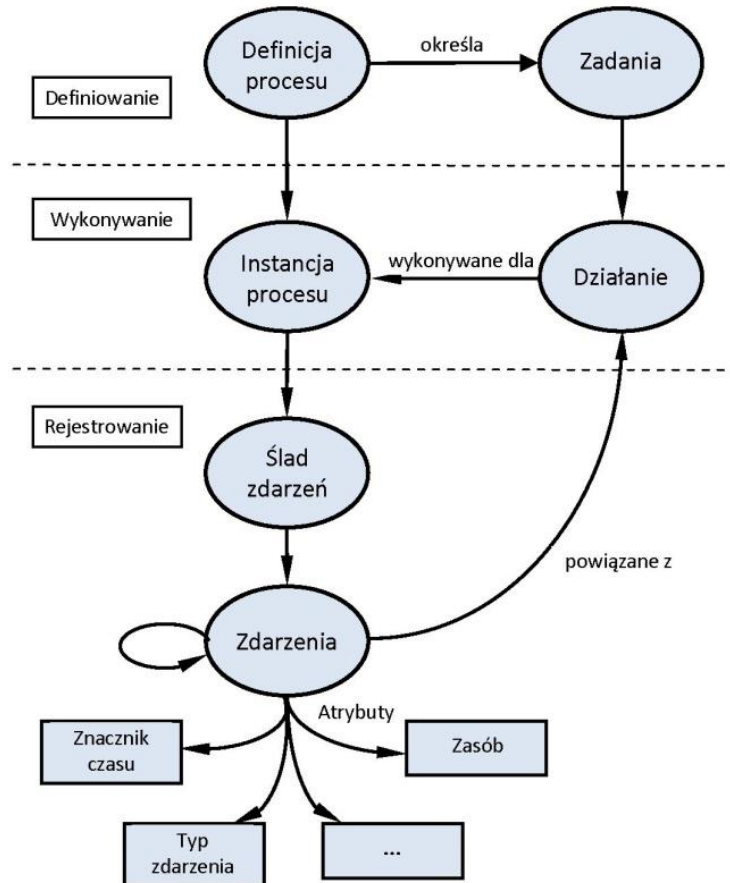 Definicja
procesu
określa
Zadania
Definiowanie
Wykonywanie
Instancja
procesu
wykonywane dla
Działanie
Rejestrowanie
Ślad
zdarzeń
powiązane z
Zdarzenia
Atrybuty
Znacznik
czasu
Zasób
Typ
zdarzenia
...